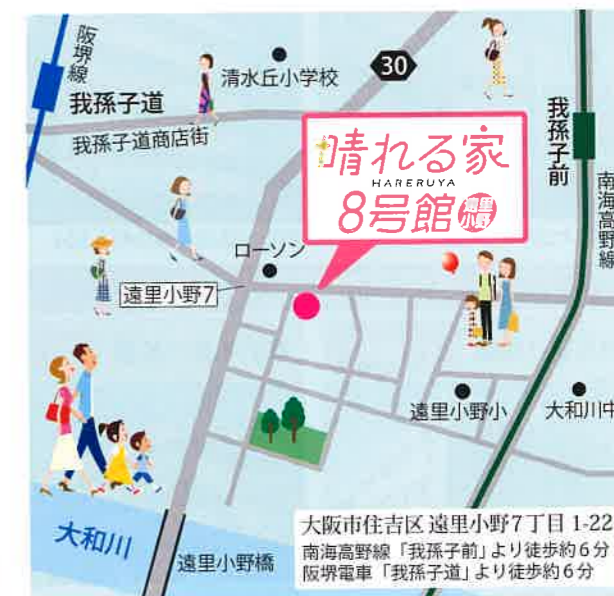 阪堺線
我孫子道
清水丘小学校
30
我孫子道商店街
我孫子前
南海高野線
晴れる家
HARERUYA
8号館
遠里
小野
ローソン
遠里小野7
遠里小野小
大和川中
大和川
遠里小野橋
大阪市住吉区 遠里小野7丁目 1-22
南海高野線「我孫子前」より徒歩約6分
阪堺電車「我孫子道」より徒歩約6分